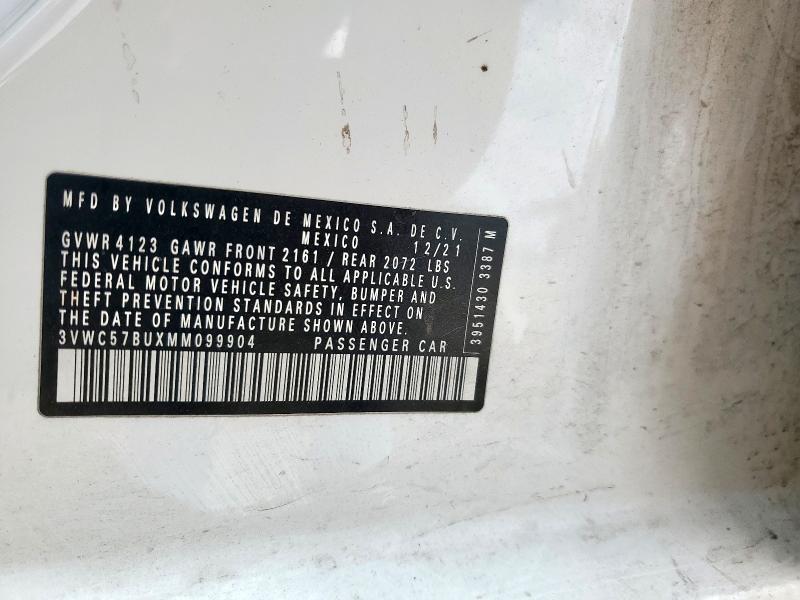 MFD BY VOLKSWAGEN DE MEXICO S.A. DE C.V.
MEXICO 12/21
GVWR 4123 GAWR FRONT 2161 / REAR 2072 LBS
THIS VEHICLE CONFORMS TO ALL APPLICABLE U.S.
FEDERAL MOTOR VEHICLE SAFETY, BUMPER AND
THEFT PREVENTION STANDARDS IN EFFECT ON
THE DATE OF MANUFACTURE SHOWN ABOVE.
3VWC57BUXMM099904 PASSENGER CAR
3951430 3387 M